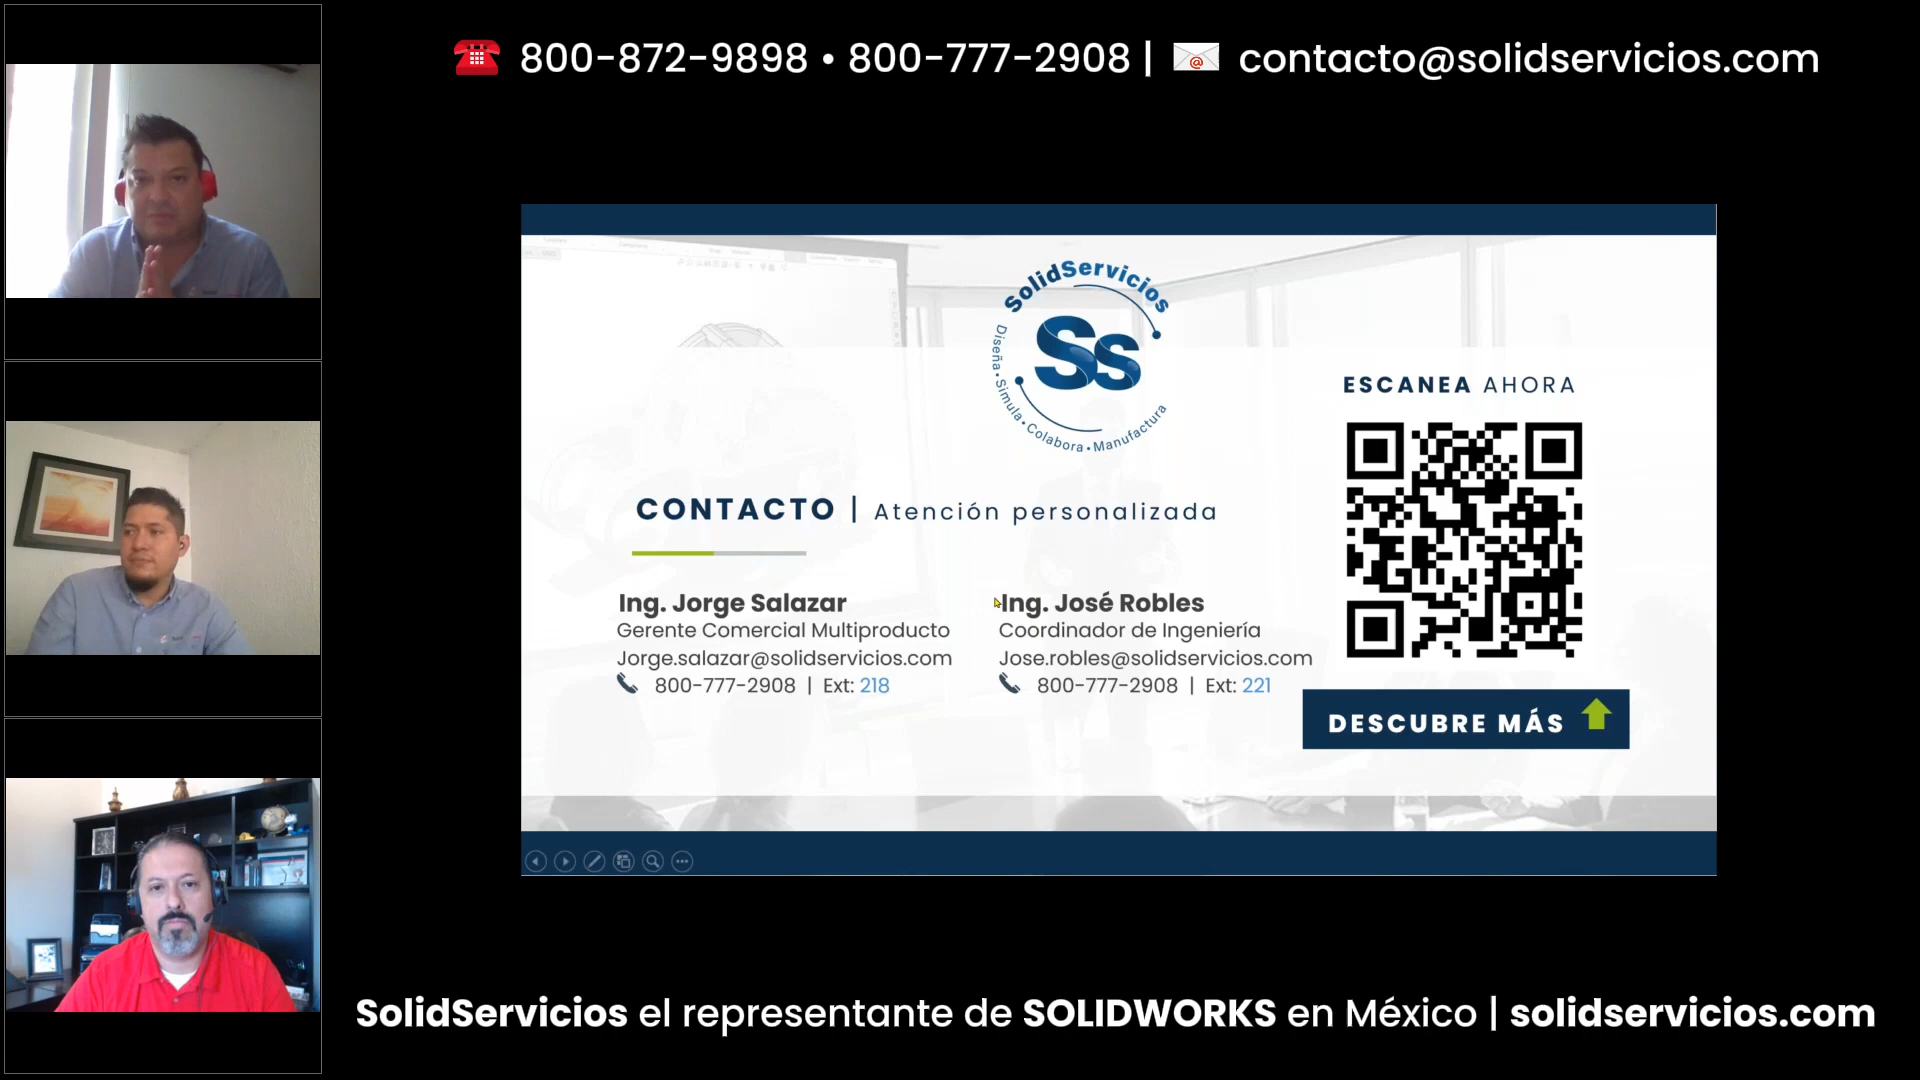 800-872-9898 • 800-777-2908 | contacto@solidservicios.com
SolidServicios
Ss
Diseña • Simula • Colabora • Manufactura
ESCANEA AHORA
CONTACTO | Atención personalizada
Ing. Jorge Salazar
Gerente Comercial Multiproducto
Jorge.salazar@solidservicios.com
800-777-2908 | Ext: 218
Ing. José Robles
Coordinador de Ingeniería
Jose.robles@solidservicios.com
800-777-2908 | Ext: 221
DESCUBRE MÁS
SolidServicios el representante de SOLIDWORKS en México | solidservicios.com